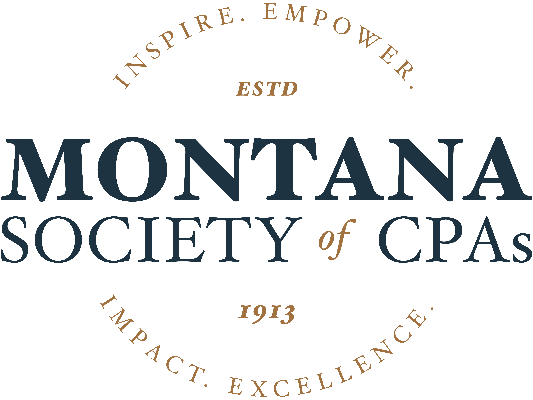 INSPIRE. EMPOWER.
ESTD
MONTANA
SOCIETY of CPAs
1913
IMPACT. EXCELLENCE.